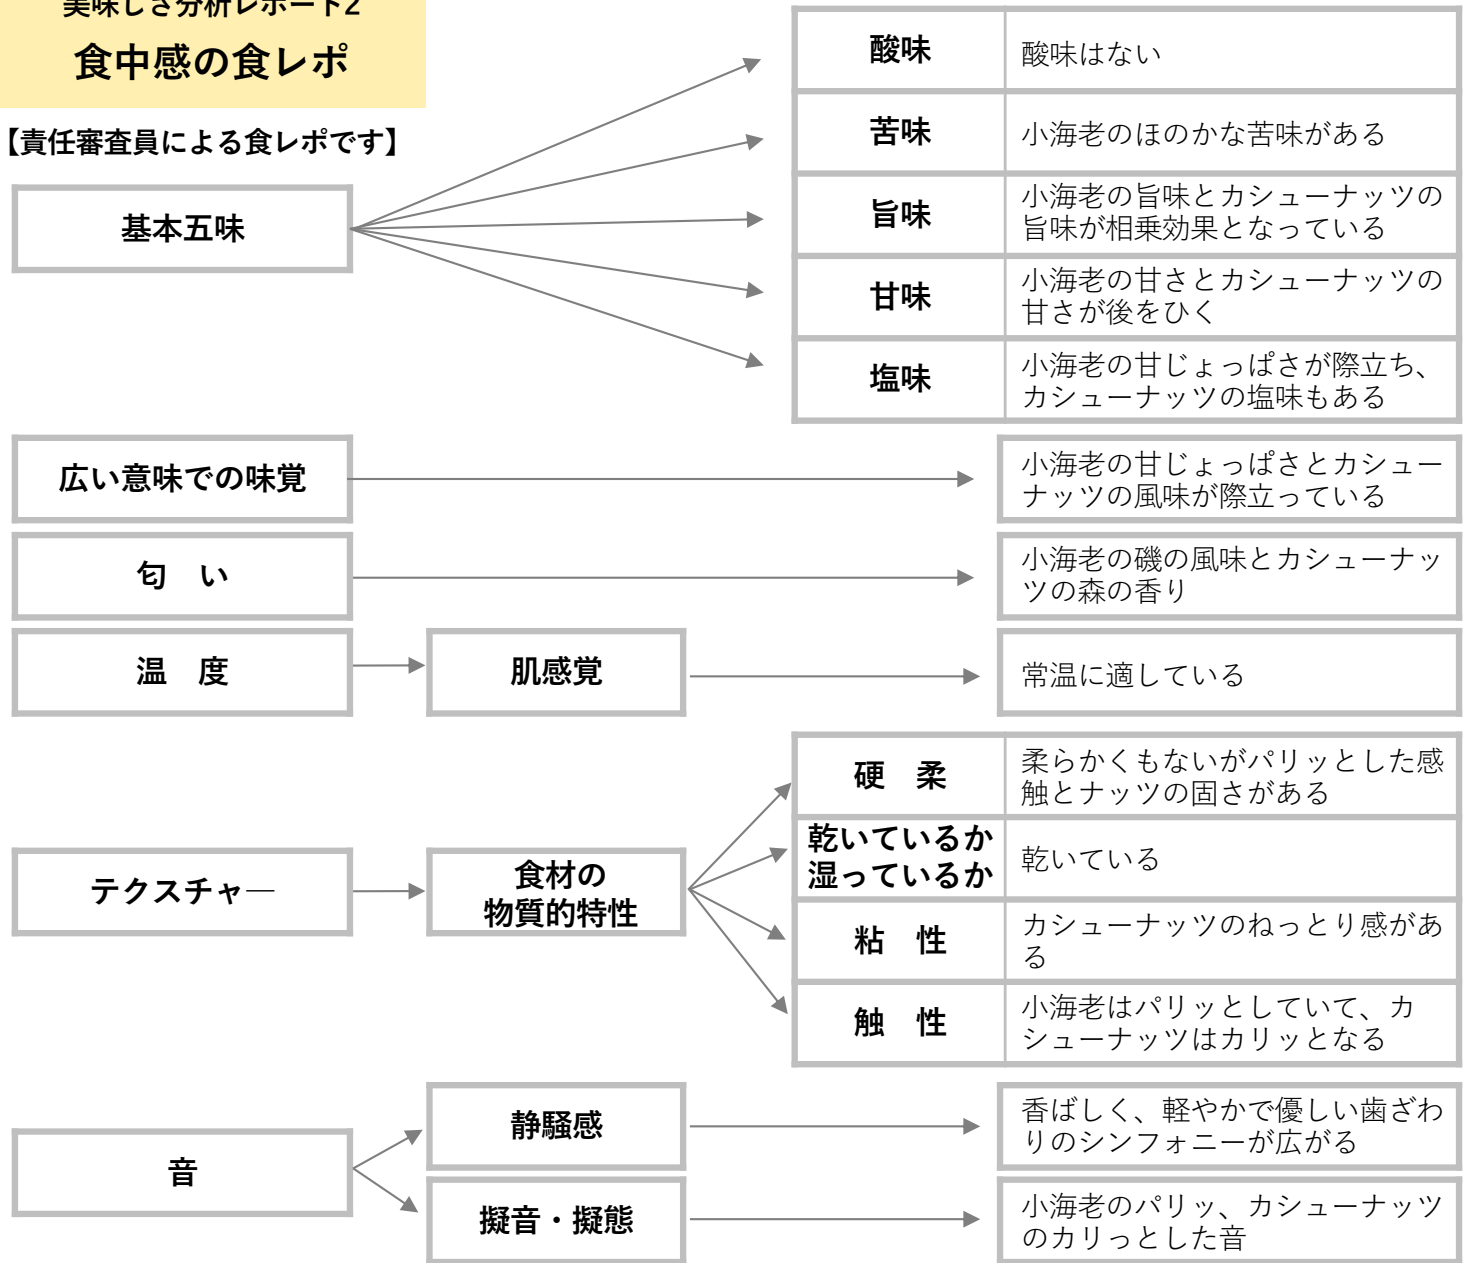 美味しさ分析レポート2
食中感の食レポ
【責任審査員による食レポです】
基本五味
酸味
酸味はない
苦味
小海老のほのかな苦味がある
旨味
小海老の旨味とカシューナッツの
旨味が相乗効果となっている
甘味
小海老の甘さとカシューナッツの
甘さが後をひく
塩味
小海老の甘じょっぱさが際立ち、
カシューナッツの塩味もある
広い意味での味覚
小海老の甘じょっぱさとカシュー
ナッツの風味が際立っている
匂　い
小海老の磯の風味とカシューナッ
ツの森の香り
温　度
肌感覚
常温に適している
テクスチャ―
食材の
物質的特性
硬　柔
柔らかくもないがパリッとした感
触とナッツの固さがある
乾いているか
湿っているか
乾いている
粘　性
カシューナッツのねっとり感があ
る
触　性
小海老はパリッとしていて、カ
シューナッツはカリッとなる
音
静騒感
香ばしく、軽やかで優しい歯ざわ
りのシンフォニーが広がる
擬音・擬態
小海老のパリッ、カシューナッツ
のカリっとした音